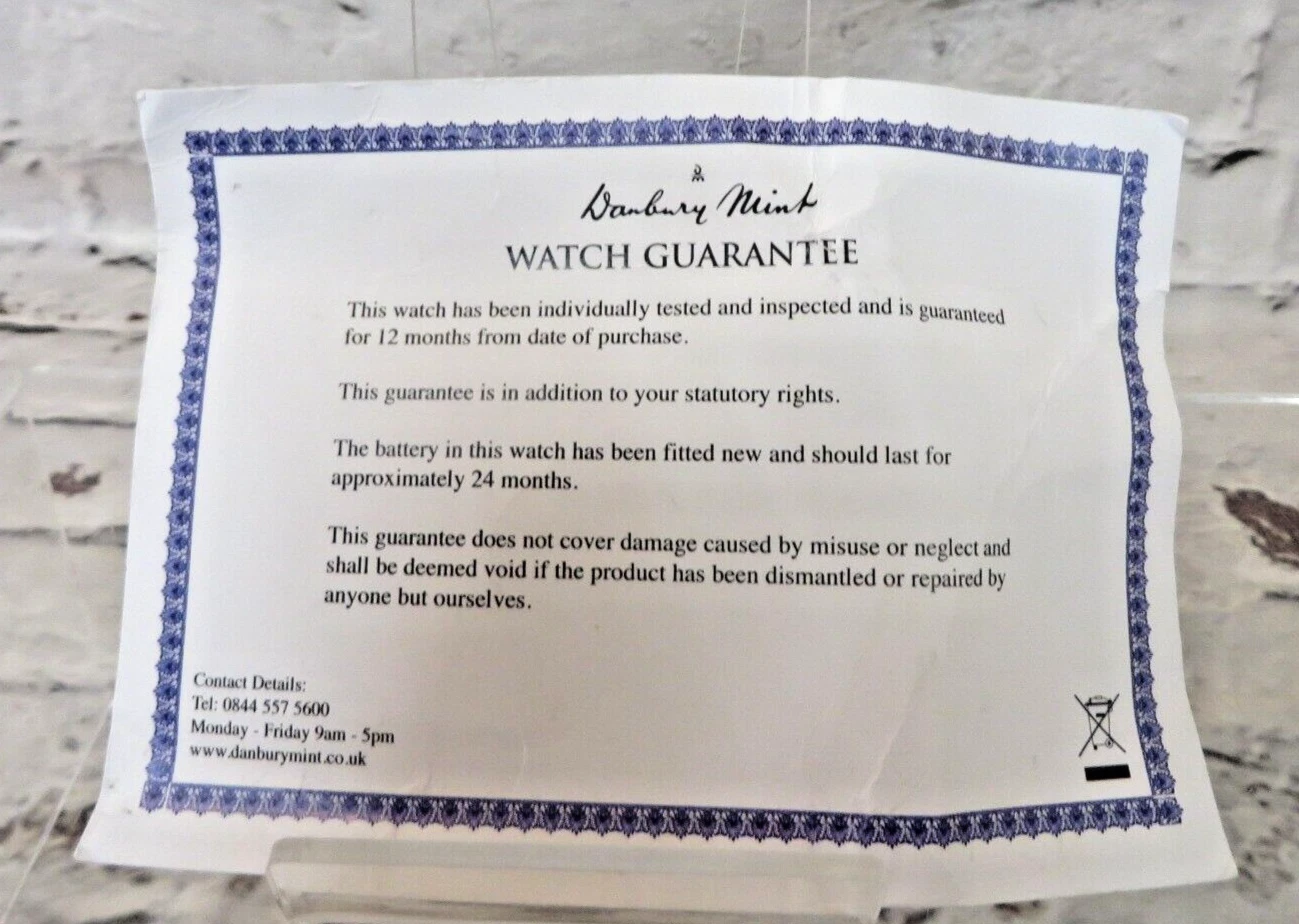 Danbury Mint
WATCH GUARANTEE
This watch has been individually tested and inspected and is guaranteed
for 12 months from date of purchase.
This guarantee is in addition to your statutory rights.
The battery in this watch has been fitted new and should last for
approximately 24 months.
This guarantee does not cover damage caused by misuse or neglect and
shall be deemed void if the product has been dismantled or repaired by
anyone but ourselves.
Contact Details:
Tel: 0844 557 5600
Monday - Friday 9am - 5pm
www.danburymint.co.uk